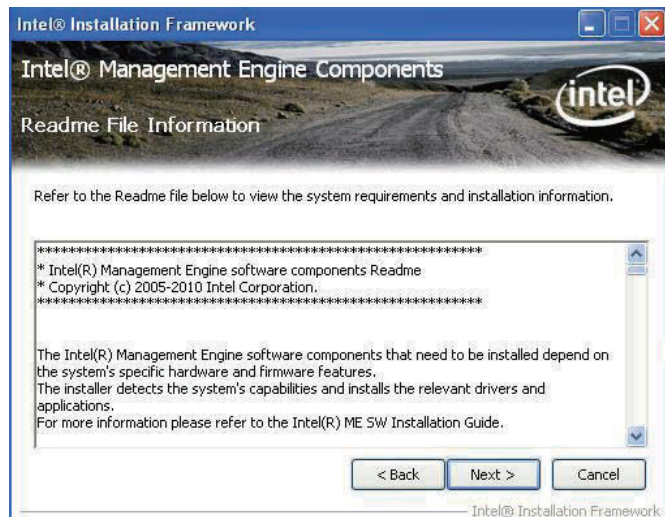 Intel® Installation Framework
Intel® Management Engine Components
intel
Readme File Information
Refer to the Readme file below to view the system requirements and installation information.
*********************************************************
* Intel(R) Management Engine software components Readme
* Copyright (c) 2005-2010 Intel Corporation.
*********************************************************
The Intel(R) Management Engine software components that need to be installed depend on
the system's specific hardware and firmware features.
The installer detects the system's capabilities and installs the relevant drivers and
applications.
For more information please refer to the Intel(R) ME SW Installation Guide.
< Back
Next >
Cancel
Intel® Installation Framework